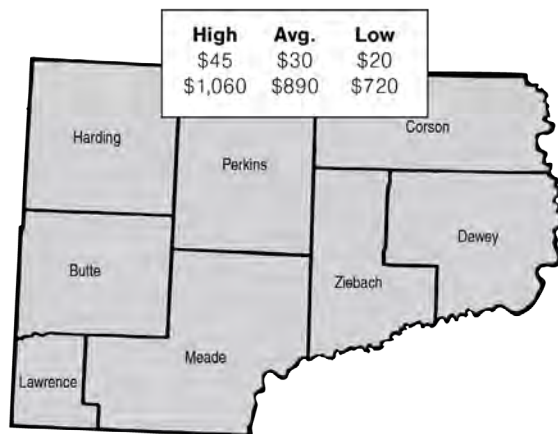 High Avg. Low
$45 $30 $20
$1,060 $890 $720
Harding
Perkins
Corson
Butte
Ziebach
Dewey
Lawrence
Meade